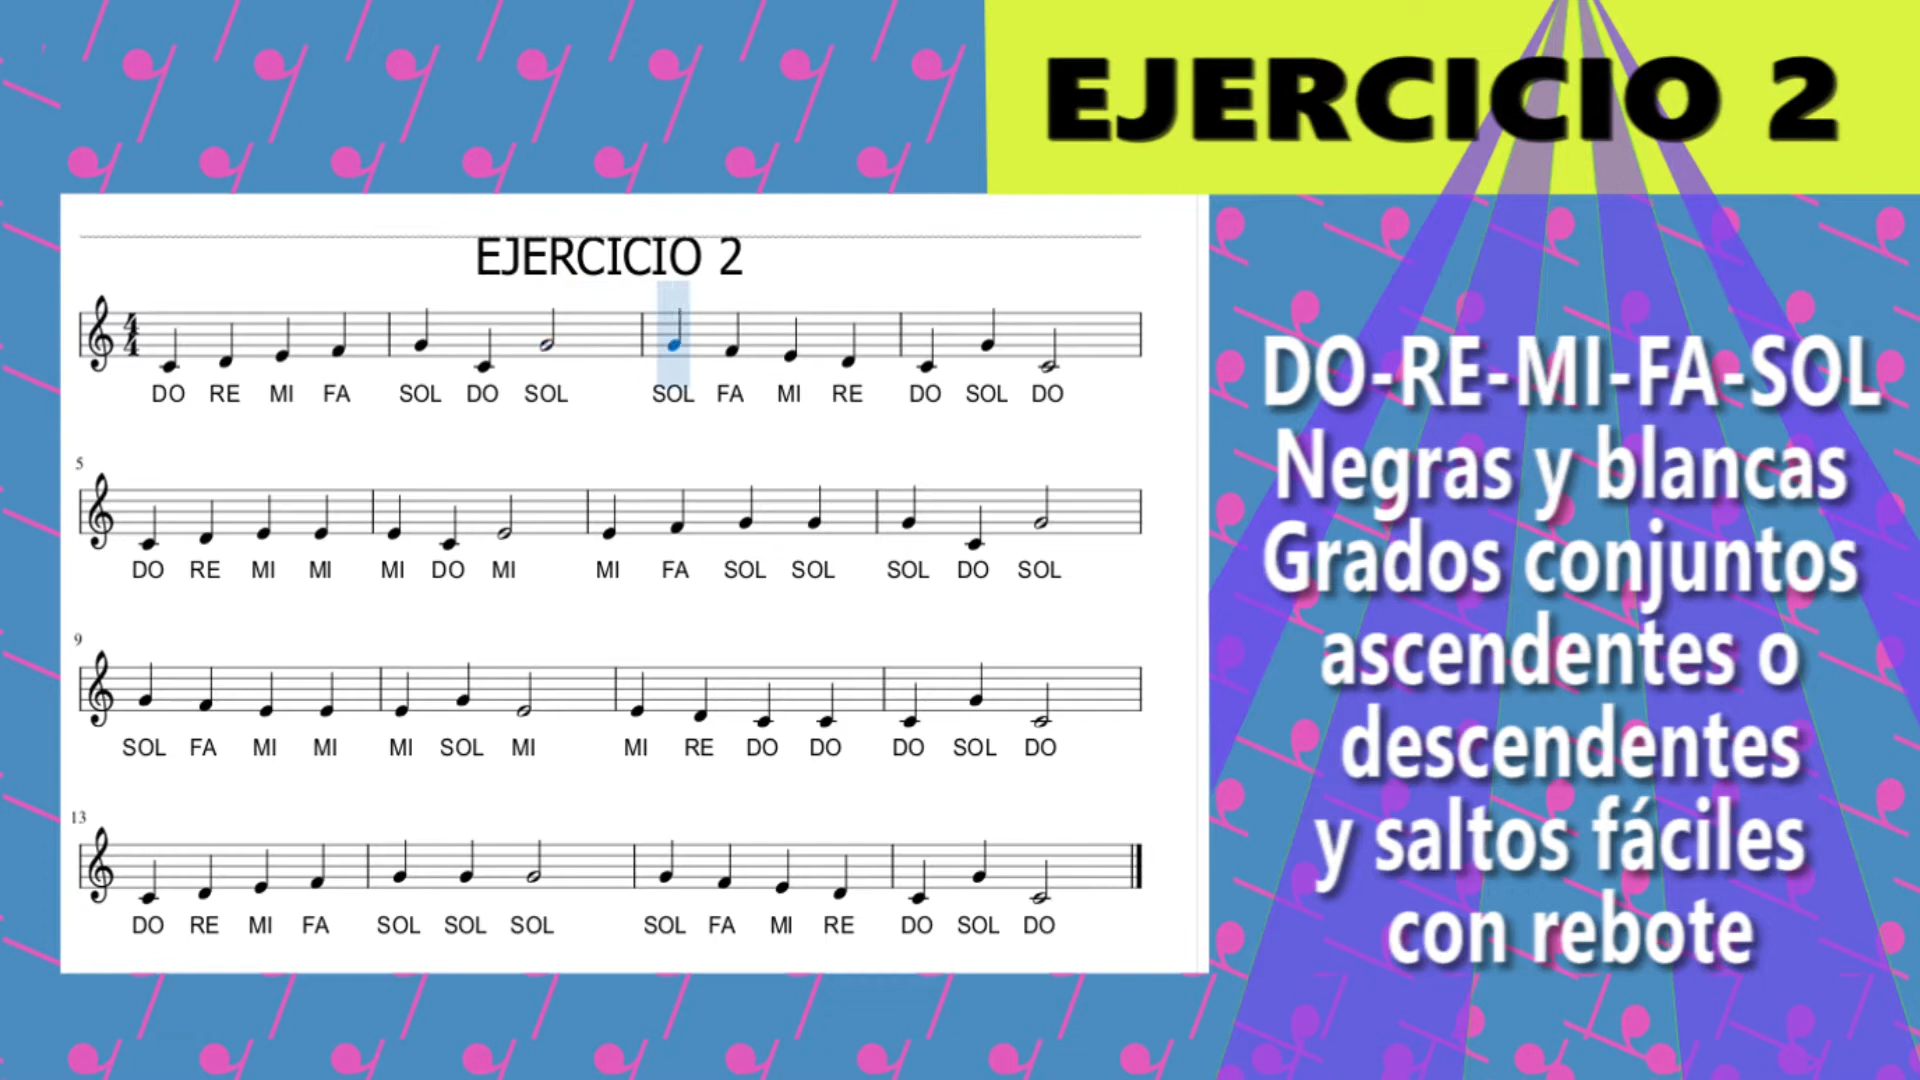 EJERCICIO 2
EJERCICIO 2
4
4
DO RE MI FA SOL DO SOL SOL FA MI RE DO SOL DO
5
DO RE MI MI MI DO MI MI FA SOL SOL SOL DO SOL
9
SOL FA MI MI MI SOL MI MI RE DO DO DO SOL DO
13
DO RE MI FA SOL SOL SOL SOL FA MI RE DO SOL DO
DO-RE-MI-FA-SOL
Negras y blancas
Grados conjuntos
ascendentes o
descendentes
y saltos fáciles
con rebote